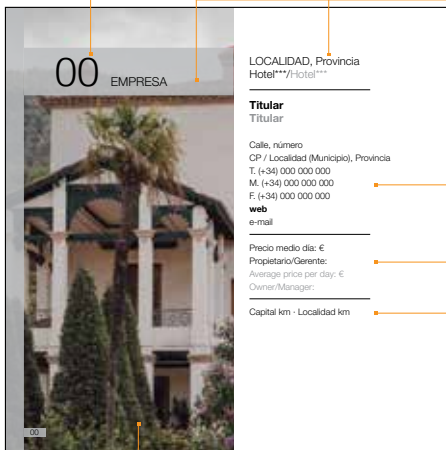 00 EMPRESA
LOCALIDAD, Provincia
Hotel***/Hotel***
Titular
Titular
Calle, número
CP / Localidad (Municipio), Provincia
T. (+34) 000 000 000
M. (+34) 000 000 000
F. (+34) 000 000 000
web
e-mail
Precio medio día: €
Propietario/Gerente:
Average price per day: €
Owner/Manager:
Capital km · Localidad km
00